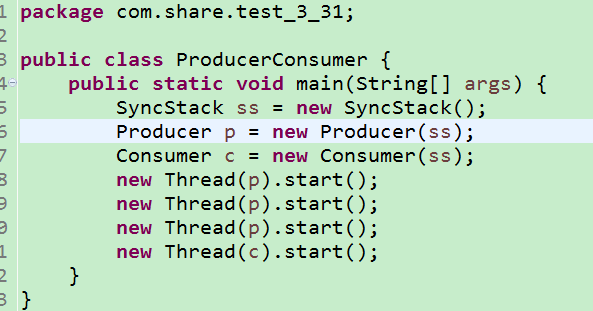 1 package com.share.test_3_31;
2
3 public class ProducerConsumer {
4     public static void main(String[] args) {
5         SyncStack ss = new SyncStack();
6         Producer p = new Producer(ss);
7         Consumer c = new Consumer(ss);
8         new Thread(p).start();
9         new Thread(p).start();
0         new Thread(p).start();
1         new Thread(c).start();
2     }
3 }